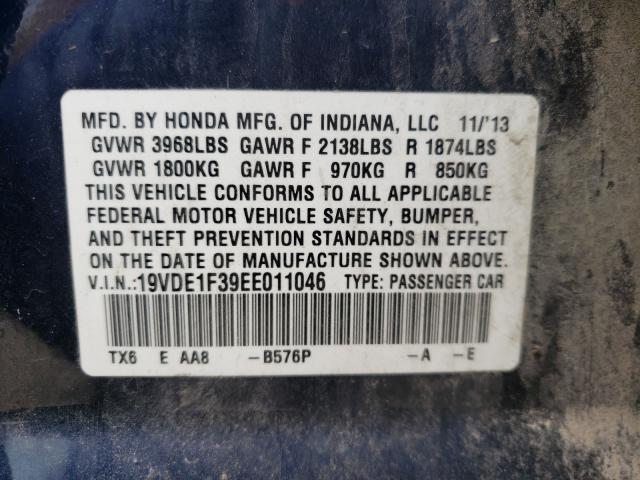 MFD. BY HONDA MFG. OF INDIANA, LLC 11/'13
GVWR 3968LBS GAWR F 2138LBS R 1874LBS
GVWR 1800KG GAWR F 970KG R 850KG
THIS VEHICLE CONFORMS TO ALL APPLICABLE
FEDERAL MOTOR VEHICLE SAFETY, BUMPER,
AND THEFT PREVENTION STANDARDS IN EFFECT
ON THE DATE OF MANUFACTURE SHOWN ABOVE.
V.I.N.:19VDE1F39EE011046 TYPE: PASSENGER CAR
TX6 E AA8 -B576P -A -E